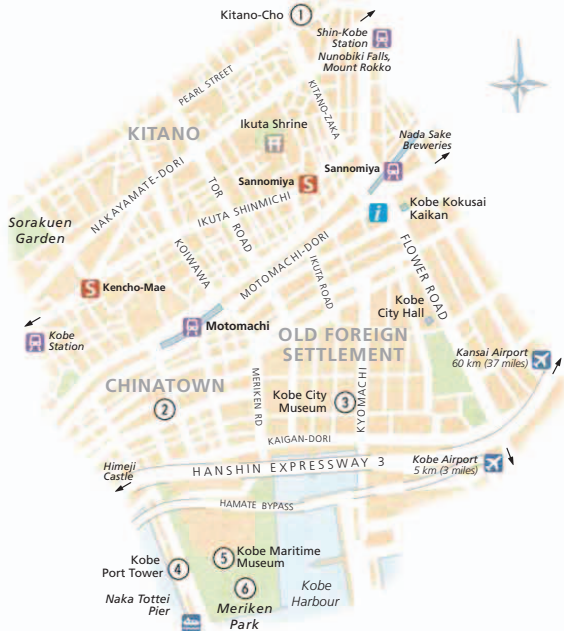 Kitano-Cho
1
Shin-Kobe
Station
Nunobiki Falls,
Mount Rokko
PEARL STREET
KITANO-ZAKA
KITANO
Ikuta Shrine
Nada Sake
Breweries
NAKAYAMATE-DORI
Sannomiya
S
Sannomiya
TOR ROAD
IKUTA SHINMICHI
i
Kobe Kokusai
Kaikan
Sorakuen
Garden
KOIWAWA
MOTOMACHI-DORI
IKUTA ROAD
FLOWER ROAD
S
Kencho-Mae
Kobe
City Hall
Kobe
Station
Motomachi
OLD FOREIGN
SETTLEMENT
Kansai Airport
60 km (37 miles)
CHINATOWN
2
MERIKEN RD
Kobe City
Museum
3
KYOMACHI
KAIGAN-DORI
Himeji
Castle
HANSHIN EXPRESSWAY 3
Kobe Airport
5 km (3 miles)
HAMATE BYPASS
Kobe
Port Tower
4
5
Kobe Maritime
Museum
6
Meriken
Park
Kobe
Harbour
Naka Tottei
Pier